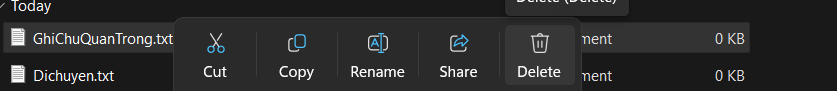 Delete (Delete)
Today
GhiChuQuanTrong.txt
ment
0 KB
Cut
Copy
Rename
Share
Delete
Dichuyen.txt
ment
0 KB